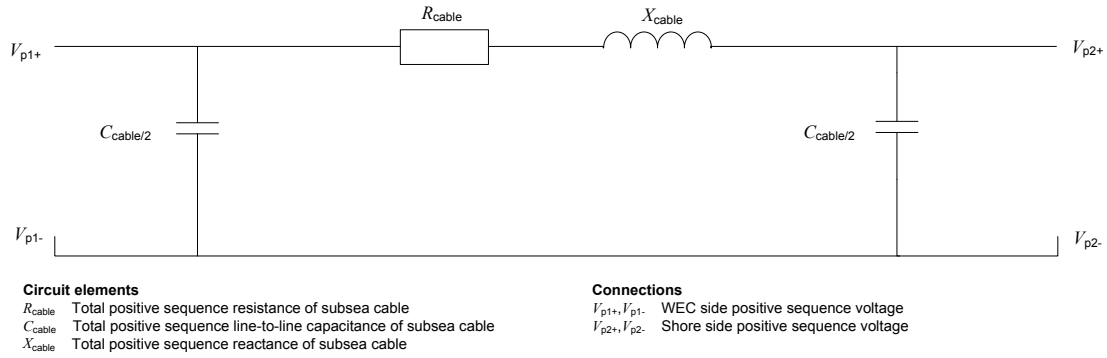 R_cable X_cable
V_p1+ V_p2+
C_cable/2 C_cable/2
V_p1- V_p2-
Circuit elements
R_cable Total positive sequence resistance of subsea cable
C_cable Total positive sequence line-to-line capacitance of subsea cable
X_cable Total positive sequence reactance of subsea cable
Connections
V_p1+, V_p1- WEC side positive sequence voltage
V_p2+, V_p2- Shore side positive sequence voltage